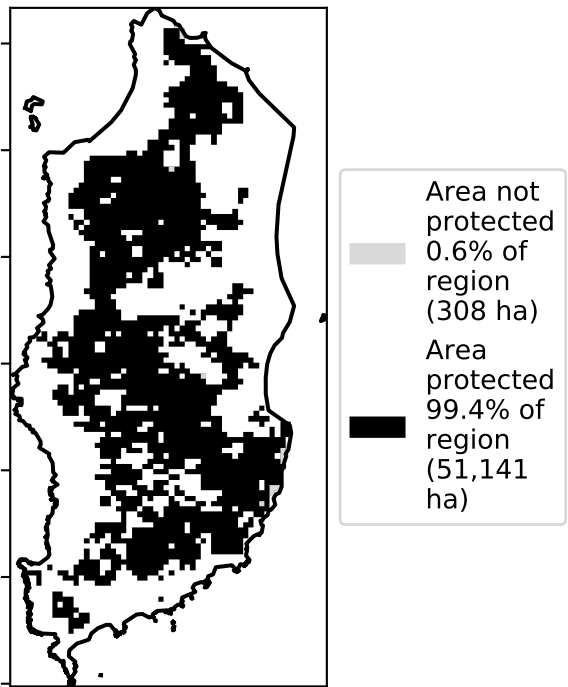 Area not
protected
0.6% of
region
(308 ha)
Area
protected
99.4% of
region
(51,141
ha)